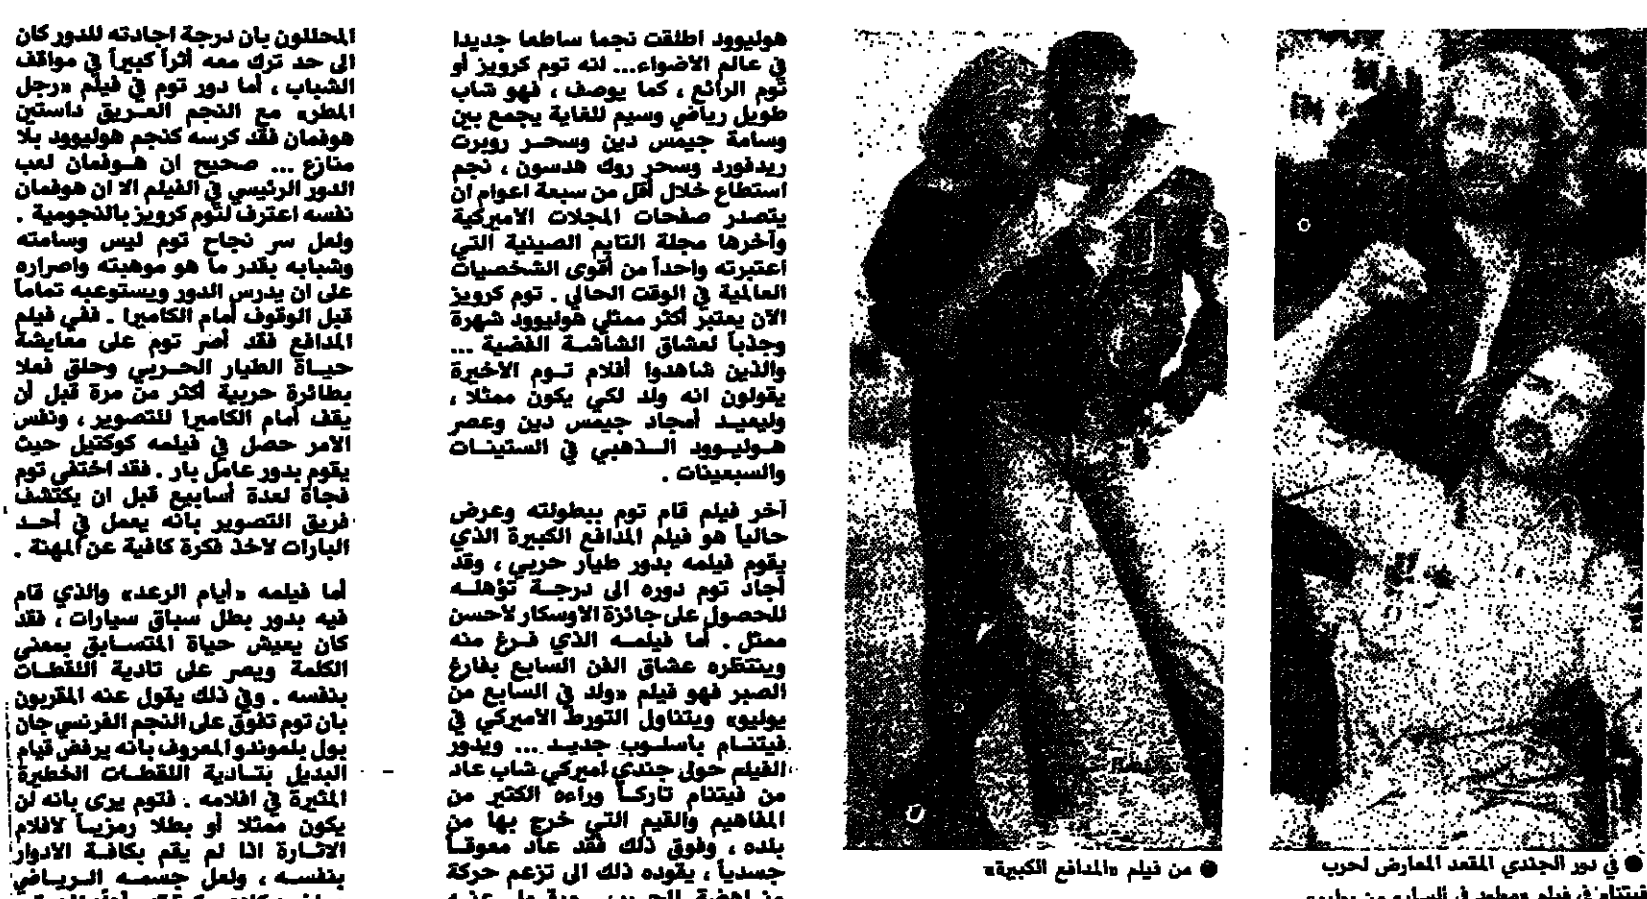 هوليوود اطلقت نجما ساطعا جديدا
في عالم الاضواء... انه توم كرويز أو
توم الرائع ، كما يوصف ، فهو شاب
طويل رياضي وسيم للغاية يجمع بين
وسامة جيمس دين وسحر روبرت
ريدفورد وسحر روك هدسون ، نجم
استطاع خلال أقل من سبعة اعوام ان
يتصدر صفحات المجلات الاميركية
وآخرها مجلة التايم الصينية التي
اعتبرته واحداً من أقوى الشخصيات
العالمية في الوقت الحالي . توم كرويز
الآن يعتبر أكثر ممثلي هوليوود شهرة
وجذباً لعشاق الشاشة الفضية ...
والذين شاهدوا أفلام توم الأخيرة
يقولون انه ولد لكي يكون ممثلا ،
وليعيد أمجاد جيمس دين وعصر
هوليوود الذهبي في الستينات
والسبعينات .
آخر فيلم قام توم ببطولته وعرض
حالياً هو فيلم المدافع الكبيرة الذي
يقوم فيلمه بدور طيار حربي ، وقد
أجاد توم دوره الى درجة تؤهله
للحصول على جائزة الاوسكار لاحسن
ممثل . أما فيلمه الذي فرغ منه
وينتظره عشاق الفن السابع بفارغ
الصبر فهو فيلم «ولد في السابع من
يوليو» ويتناول التورط الأميركي في
فيتنام بأسلوب جديد ... ويدور
الفيلم حول جندي اميركي شاب عاد
من فيتنام تاركاً وراءه الكثير من
المفاهيم والقيم التي خرج بها من
بلده ، وفوق ذلك فقد عاد معوقاً
جسدياً ، يقوده ذلك الى تزعم حركة
المحللون بان درجة اجادته للدور كان
الى حد ترك معه أثراً كبيراً في مواقف
الشباب ، أما دور توم في فيلم «رجل
المطر» مع النجم العريق داستين
هوفمان فقد كرسه كنجم هوليوود بلا
منازع ... صحيح ان هوفمان لعب
الدور الرئيسي في الفيلم الا ان هوفمان
نفسه اعترف لتوم كرويز بالنجومية .
ولعل سر نجاح توم ليس وسامته
وشبابه بقدر ما هو موهبته واصراره
على ان يدرس الدور ويستوعبه تماماً
قبل الوقوف أمام الكاميرا . ففي فيلم
المدافع فقد أصر توم على معايشة
حياة الطيار الحربي وحلق فعلا
بطائرة حربية أكثر من مرة قبل أن
يقف أمام الكاميرا للتصوير ، ونفس
الامر حصل في فيلمه كوكتيل حيث
يقوم بدور عامل بار . فقد اختفى توم
فجأة لعدة أسابيع قبل ان يكتشف
فريق التصوير بانه يعمل في أحد
البارات لاخذ فكرة كافية عن المهنة .
أما فيلمه «أيام الرعد» والذي قام
فيه بدور بطل سباق سيارات ، فقد
كان يعيش حياة المتسابق بمعنى
الكلمة ويصر على تادية اللقطات
بنفسه . وفي ذلك يقول عنه المقربون
بان توم تفوق على النجم الفرنسي جان
بول بلموندو المعروف بانه يرفض قيام
البديل بتادية اللقطات الخطيرة
المثيرة في افلامه . فتوم يرى بانه لن
يكون ممثلا أو بطلا رمزياً لافلام
الاثارة اذا لم يقم بكافة الادوار
بنفسه ، ولعل جسمه الرياضي
● من فيلم «المدافع الكبيرة»
● في دور الجندي المقعد المعارض لحرب